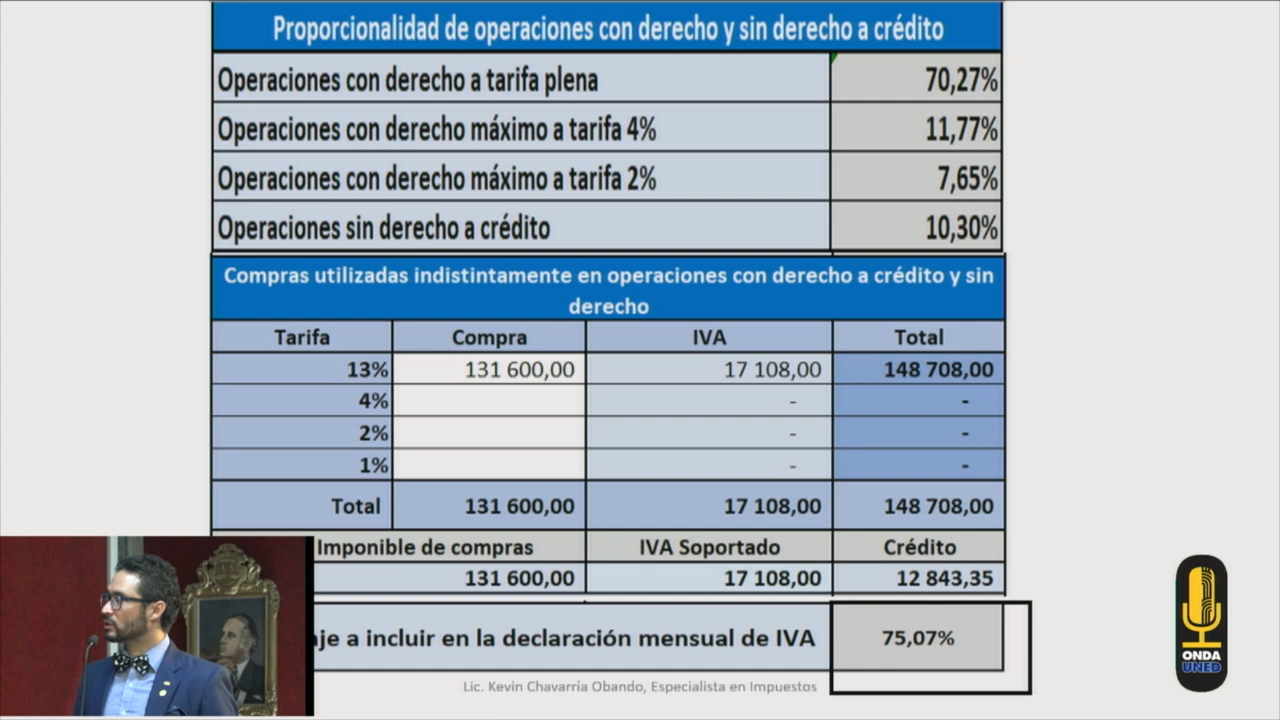 Proporcionalidad de operaciones con derecho y sin derecho a crédito
Operaciones con derecho a tarifa plena 70,27%
Operaciones con derecho máximo a tarifa 4% 11,77%
Operaciones con derecho máximo a tarifa 2% 7,65%
Operaciones sin derecho a crédito 10,30%
Compras utilizadas indistintamente en operaciones con derecho a crédito y sin
derecho
Tarifa Compra IVA Total
13% 131 600,00 17 108,00 148 708,00
4% - -
2% - -
1% - -
Total 131 600,00 17 108,00 148 708,00
Imponible de compras IVA Soportado Crédito
131 600,00 17 108,00 12 843,35
a incluir en la declaración mensual de IVA 75,07%
Lic. Kevin Chavarría Obando, Especialista en Impuestos
ONDA
UNED